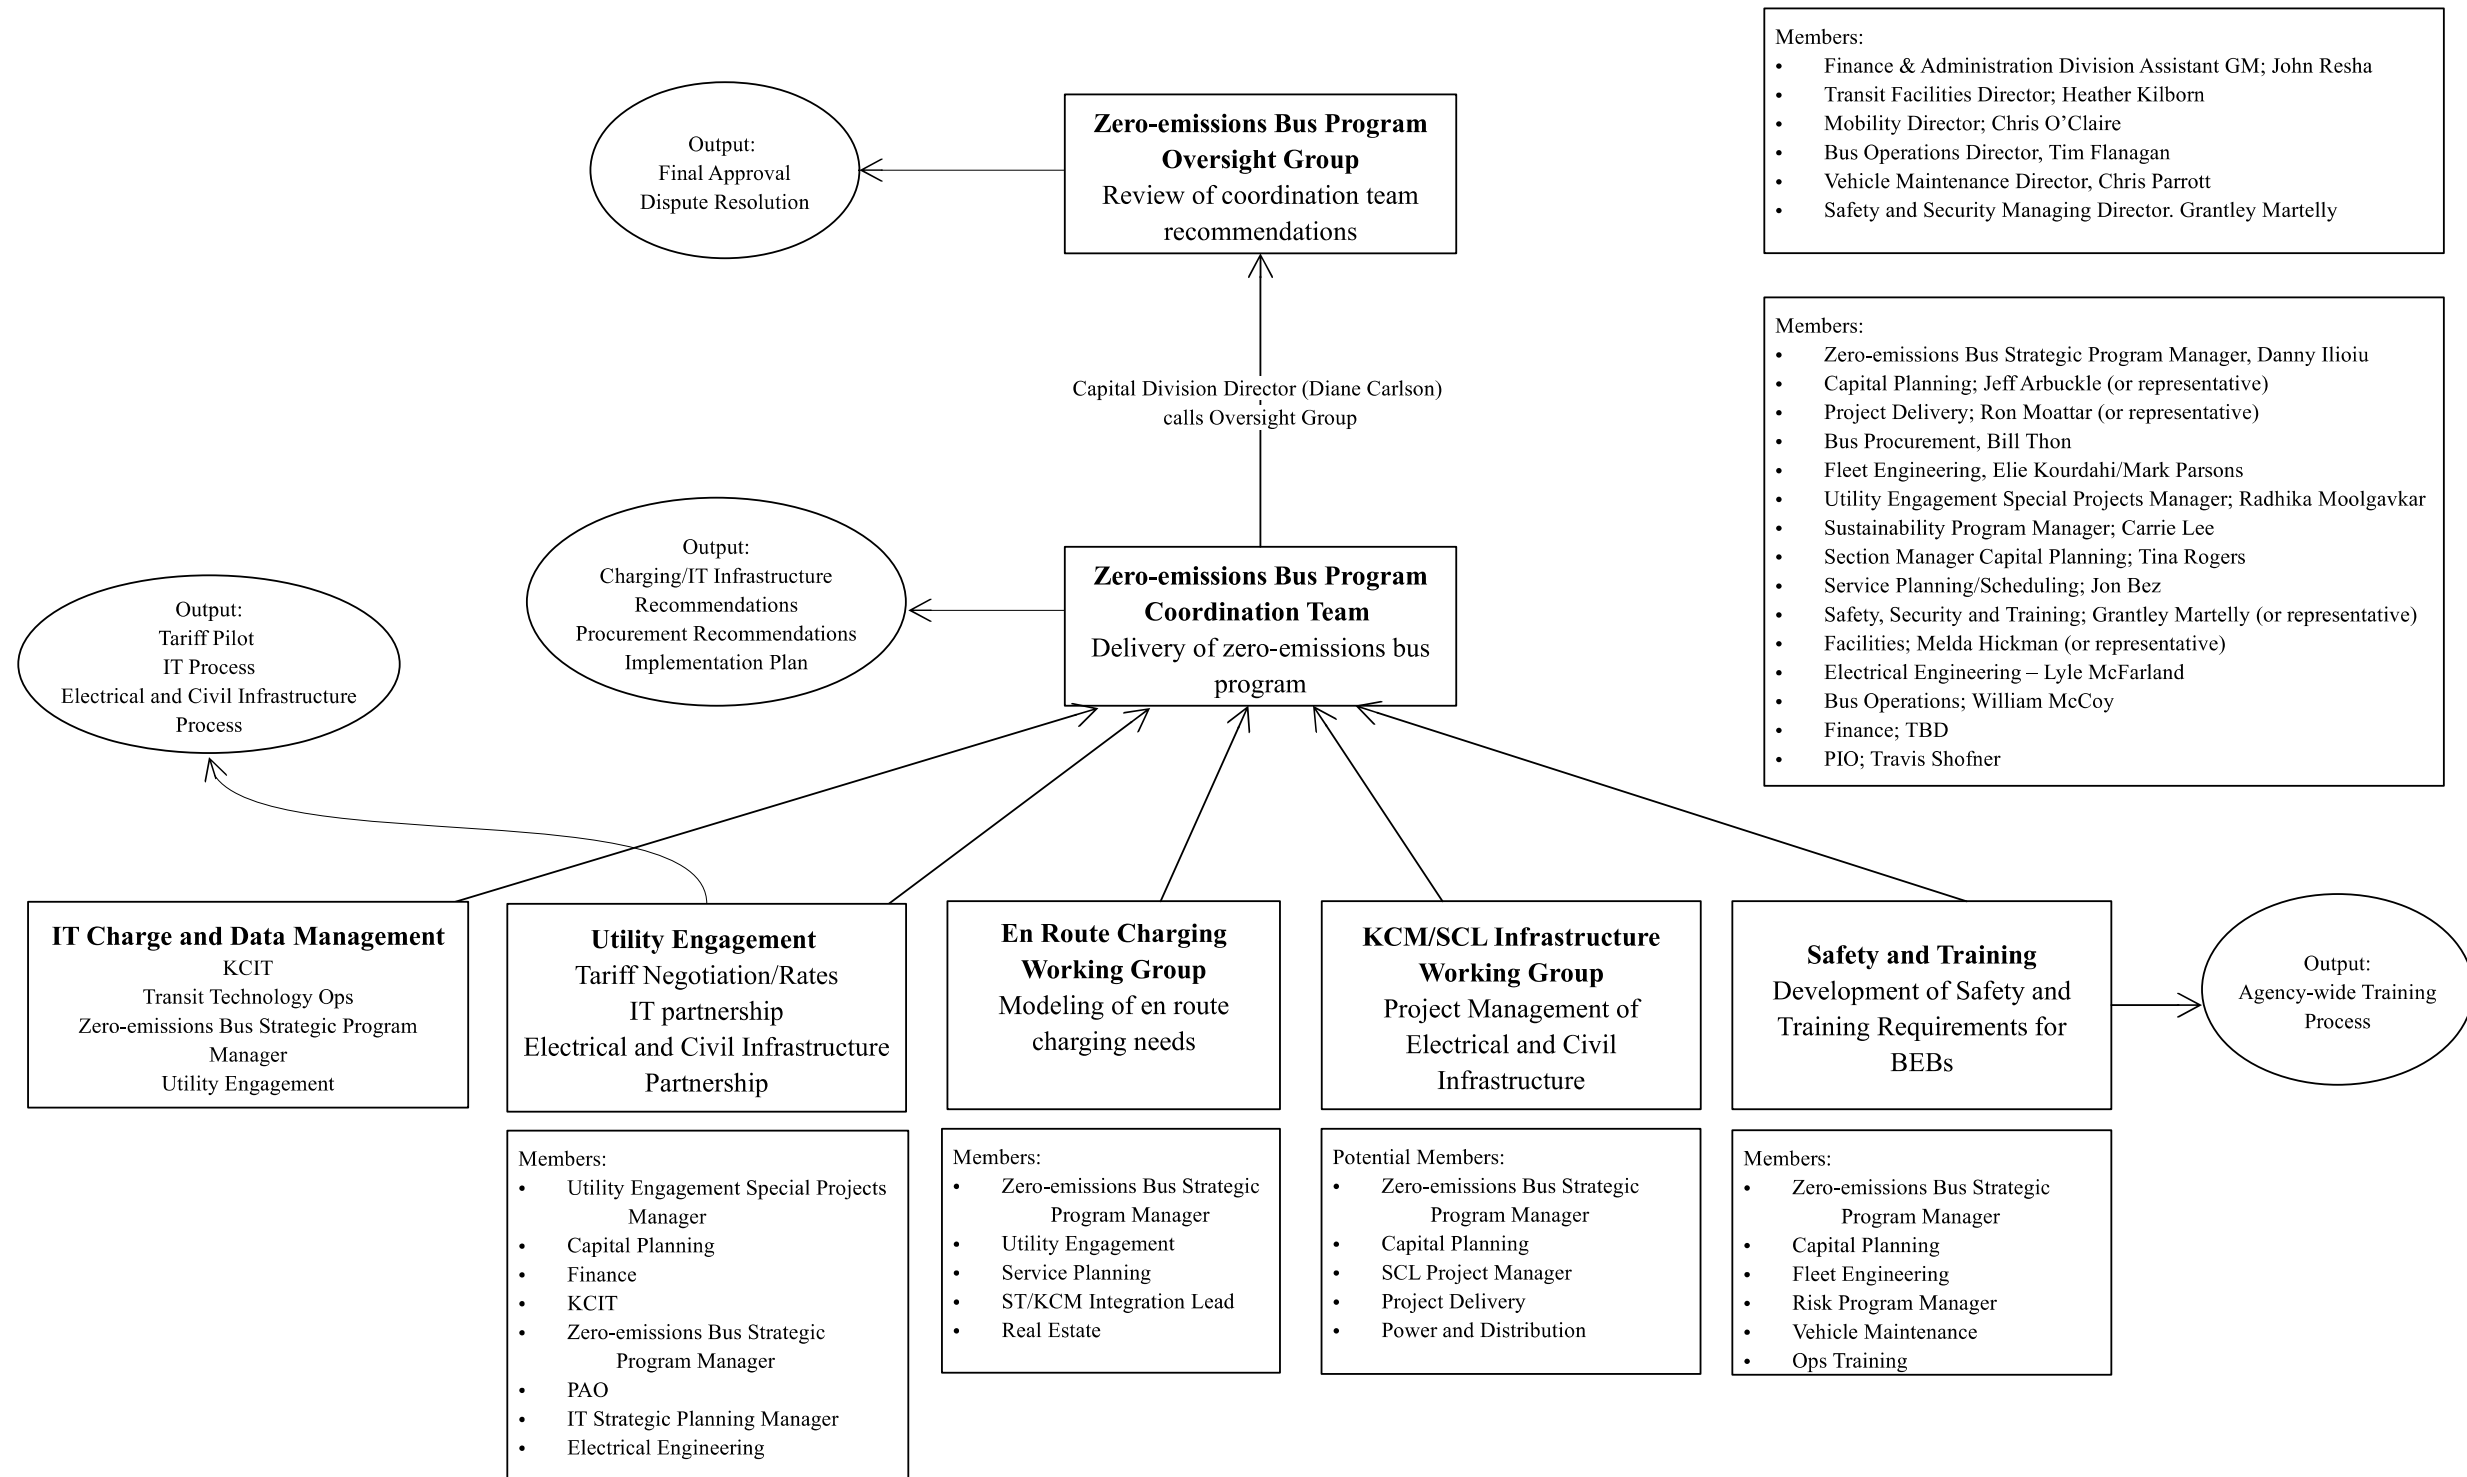 Members:
• Finance & Administration Division Assistant GM; John Resha
• Transit Facilities Director; Heather Kilborn
• Mobility Director; Chris O’Claire
• Bus Operations Director, Tim Flanagan
• Vehicle Maintenance Director, Chris Parrott
• Safety and Security Managing Director. Grantley Martelly
Zero-emissions Bus Program
Oversight Group
Review of coordination team
recommendations
Output:
Final Approval
Dispute Resolution
Capital Division Director (Diane Carlson)
calls Oversight Group
Members:
• Zero-emissions Bus Strategic Program Manager, Danny Ilioiu
• Capital Planning; Jeff Arbuckle (or representative)
• Project Delivery; Ron Moattar (or representative)
• Bus Procurement, Bill Thon
• Fleet Engineering, Elie Kourdahi/Mark Parsons
• Utility Engagement Special Projects Manager; Radhika Moolgavkar
• Sustainability Program Manager; Carrie Lee
• Section Manager Capital Planning; Tina Rogers
• Service Planning/Scheduling; Jon Bez
• Safety, Security and Training; Grantley Martelly (or representative)
• Facilities; Melda Hickman (or representative)
• Electrical Engineering – Lyle McFarland
• Bus Operations; William McCoy
• Finance; TBD
• PIO; Travis Shofner
Output:
Charging/IT Infrastructure
Recommendations
Procurement Recommendations
Implementation Plan
Zero-emissions Bus Program
Coordination Team
Delivery of zero-emissions bus
program
Output:
Tariff Pilot
IT Process
Electrical and Civil Infrastructure
Process
IT Charge and Data Management
KCIT
Transit Technology Ops
Zero-emissions Bus Strategic Program
Manager
Utility Engagement
Utility Engagement
Tariff Negotiation/Rates
IT partnership
Electrical and Civil Infrastructure
Partnership
En Route Charging
Working Group
Modeling of en route
charging needs
KCM/SCL Infrastructure
Working Group
Project Management of
Electrical and Civil
Infrastructure
Safety and Training
Development of Safety and
Training Requirements for
BEBs
Output:
Agency-wide Training
Process
Members:
• Utility Engagement Special Projects
Manager
• Capital Planning
• Finance
• KCIT
• Zero-emissions Bus Strategic
Program Manager
• PAO
• IT Strategic Planning Manager
• Electrical Engineering
Members:
• Zero-emissions Bus Strategic
Program Manager
• Utility Engagement
• Service Planning
• ST/KCM Integration Lead
• Real Estate
Potential Members:
• Zero-emissions Bus Strategic
Program Manager
• Capital Planning
• SCL Project Manager
• Project Delivery
• Power and Distribution
Members:
• Zero-emissions Bus Strategic
Program Manager
• Capital Planning
• Fleet Engineering
• Risk Program Manager
• Vehicle Maintenance
• Ops Training